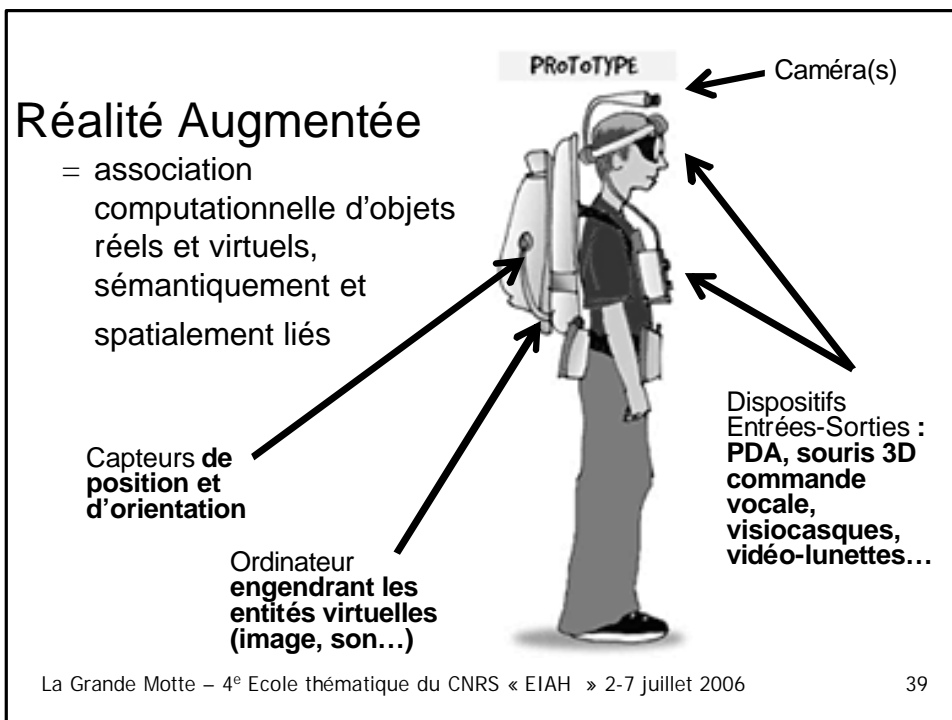 PRoToTYPE
Caméra(s)
Réalité Augmentée
= association
computationnelle d'objets
réels et virtuels,
sémantiquement et
spatialement liés
Capteurs de
position et
d’orientation
Ordinateur
engendrant les
entités virtuelles
(image, son…)
Dispositifs
Entrées-Sorties :
PDA, souris 3D
commande
vocale,
visiocasques,
vidéo-lunettes…
La Grande Motte – 4e Ecole thématique du CNRS « EIAH » 2-7 juillet 2006 39